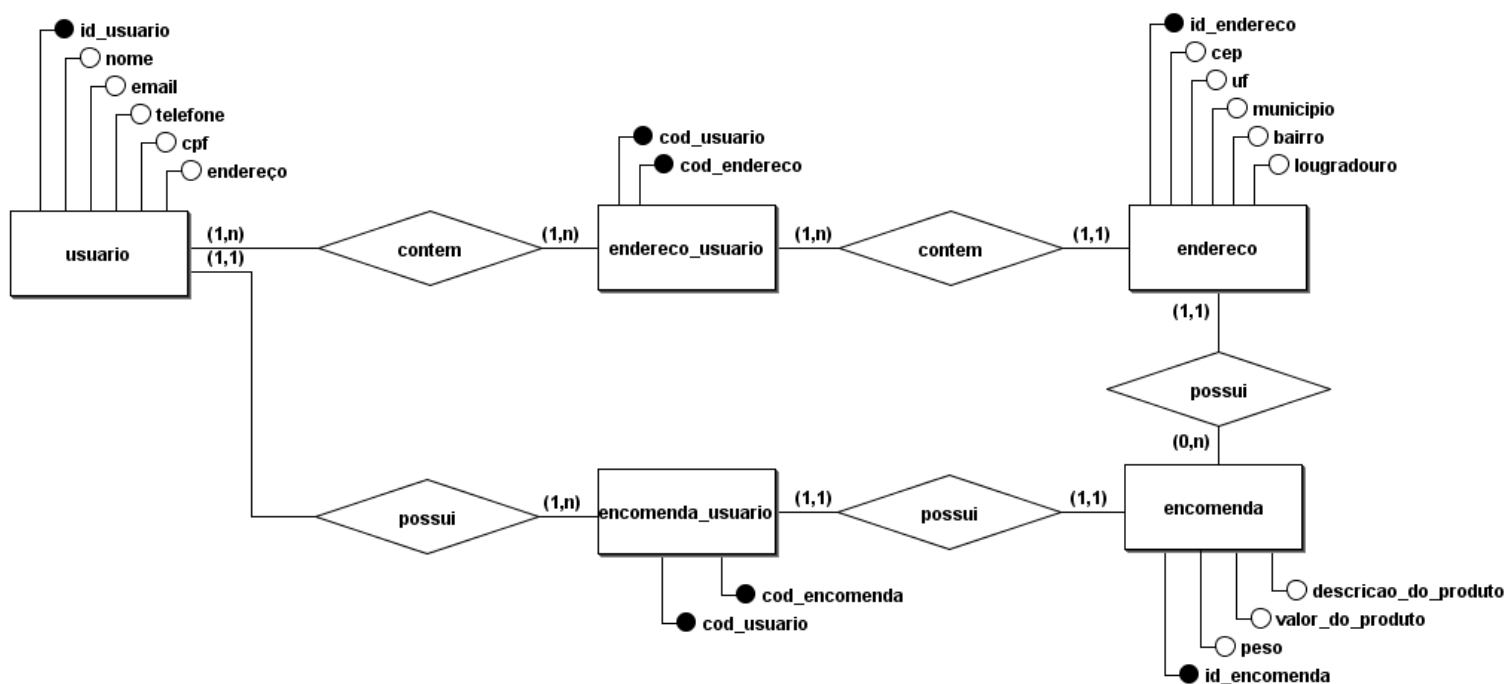 id_usuario
nome
email
telefone
cpf
endereço
usuario
(1,n)
(1,1)
contem
(1,n)
cod_usuario
cod_endereco
endereco_usuario
(1,n)
contem
(1,1)
id_endereco
cep
uf
municipio
bairro
lougradouro
endereco
(1,1)
possui
(0,n)
possui
(1,n)
encomenda_usuario
(1,1)
possui
(1,1)
encomenda
cod_encomenda
cod_usuario
descricao_do_produto
valor_do_produto
peso
id_encomenda